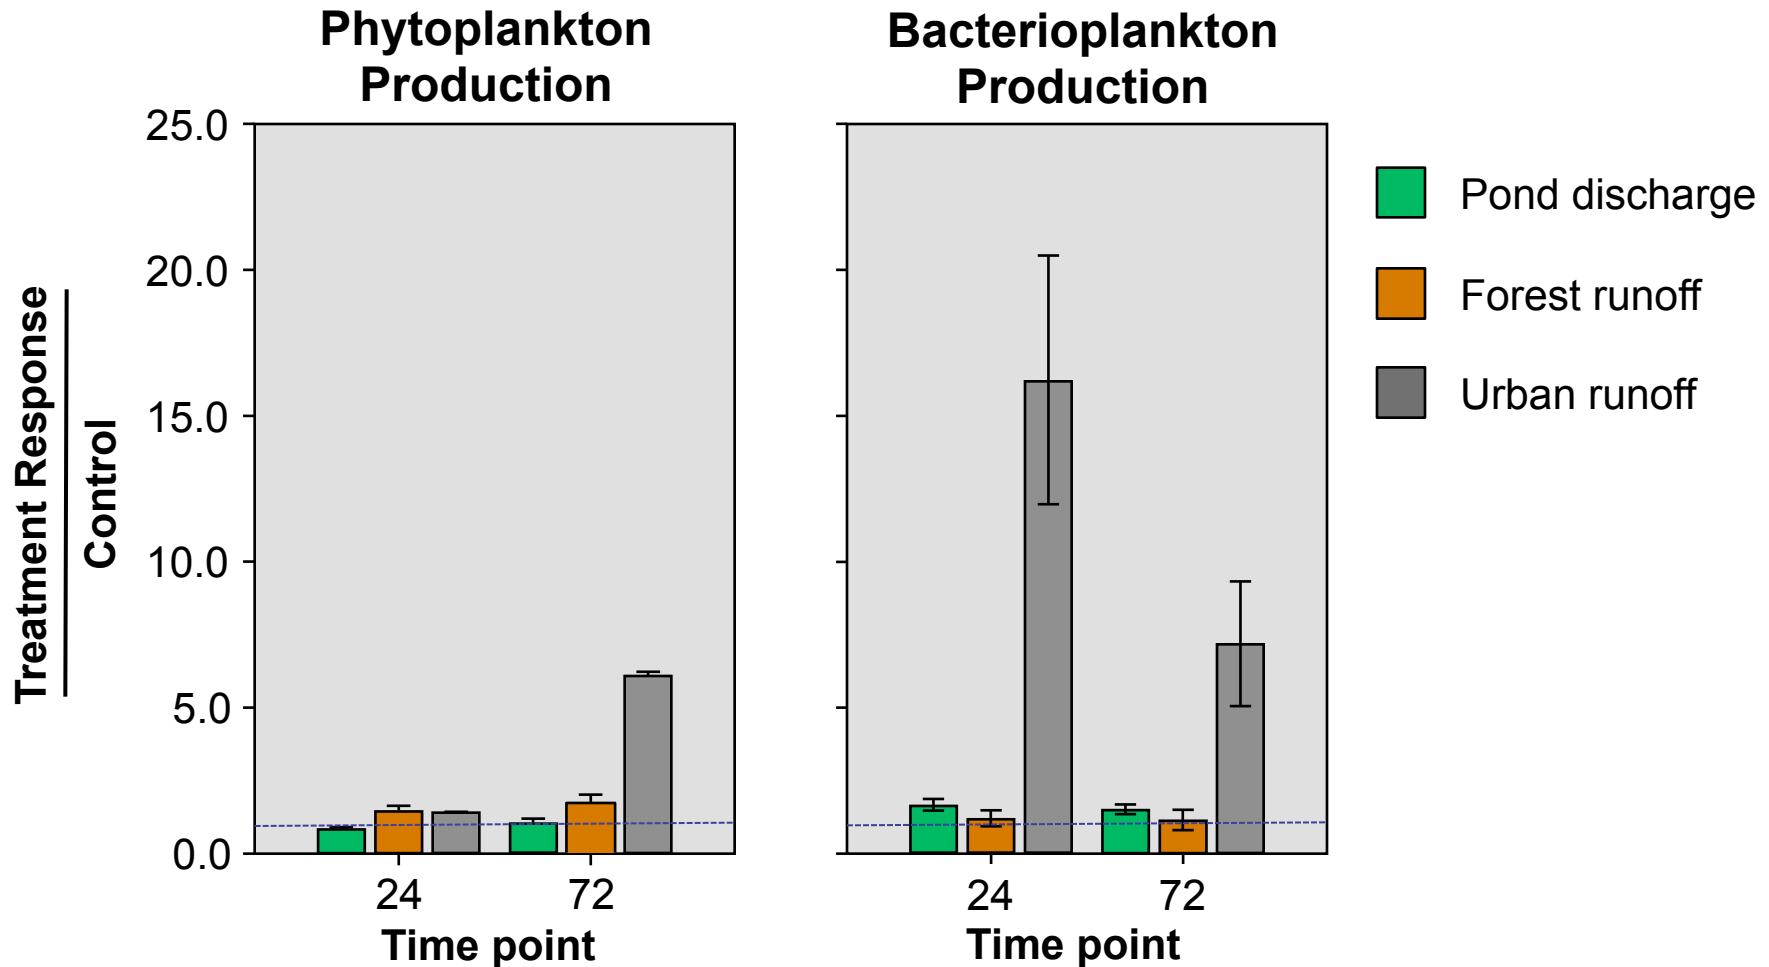 Phytoplankton
Production
Bacterioplankton
Production
25.0
20.0
15.0
10.0
5.0
0.0
Treatment Response
Control
24
72
Time point
24
72
Time point
Pond discharge
Forest runoff
Urban runoff